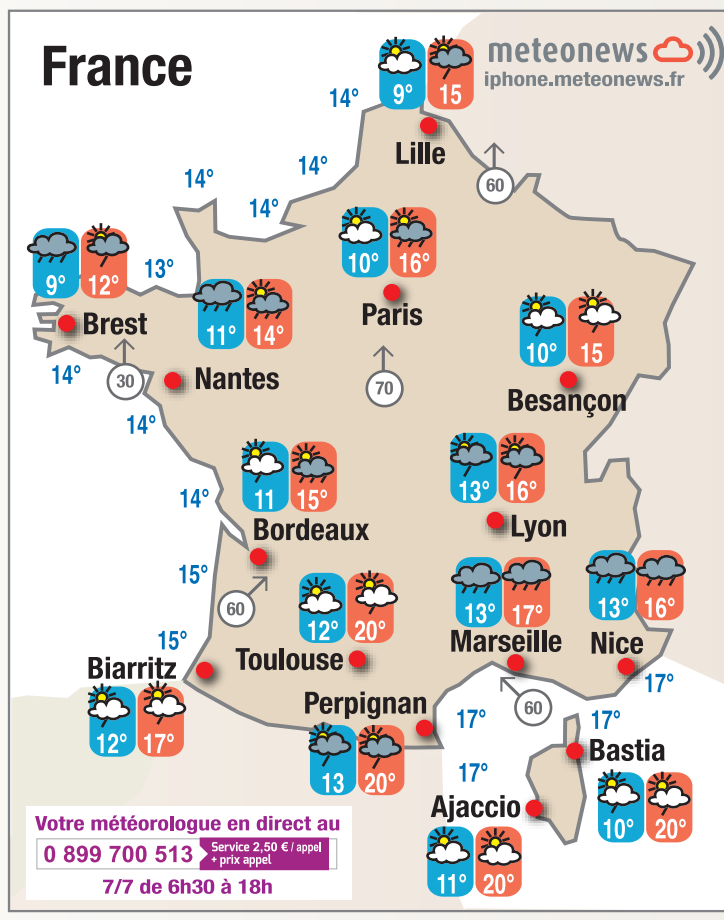 France
meteonews
iphone.meteonews.fr
9° 15
14°
Lille
14°
60
14°
14°
10° 16°
9° 12°
13°
11° 14°
Paris
Brest
10° 15
14°
30
Nantes
70
Besançon
14°
11 15°
13° 16°
14°
Bordeaux
Lyon
15°
60
12° 20°
13° 17°
13° 16°
15°
Biarritz
Toulouse
Marseille
Nice
17°
Perpignan
17°
60
17°
12° 17°
13 20°
Bastia
17°
Ajaccio
10° 20°
11° 20°
Votre météorologue en direct au
0 899 700 513 Service 2,50 € / appel
+ prix appel
7/7 de 6h30 à 18h